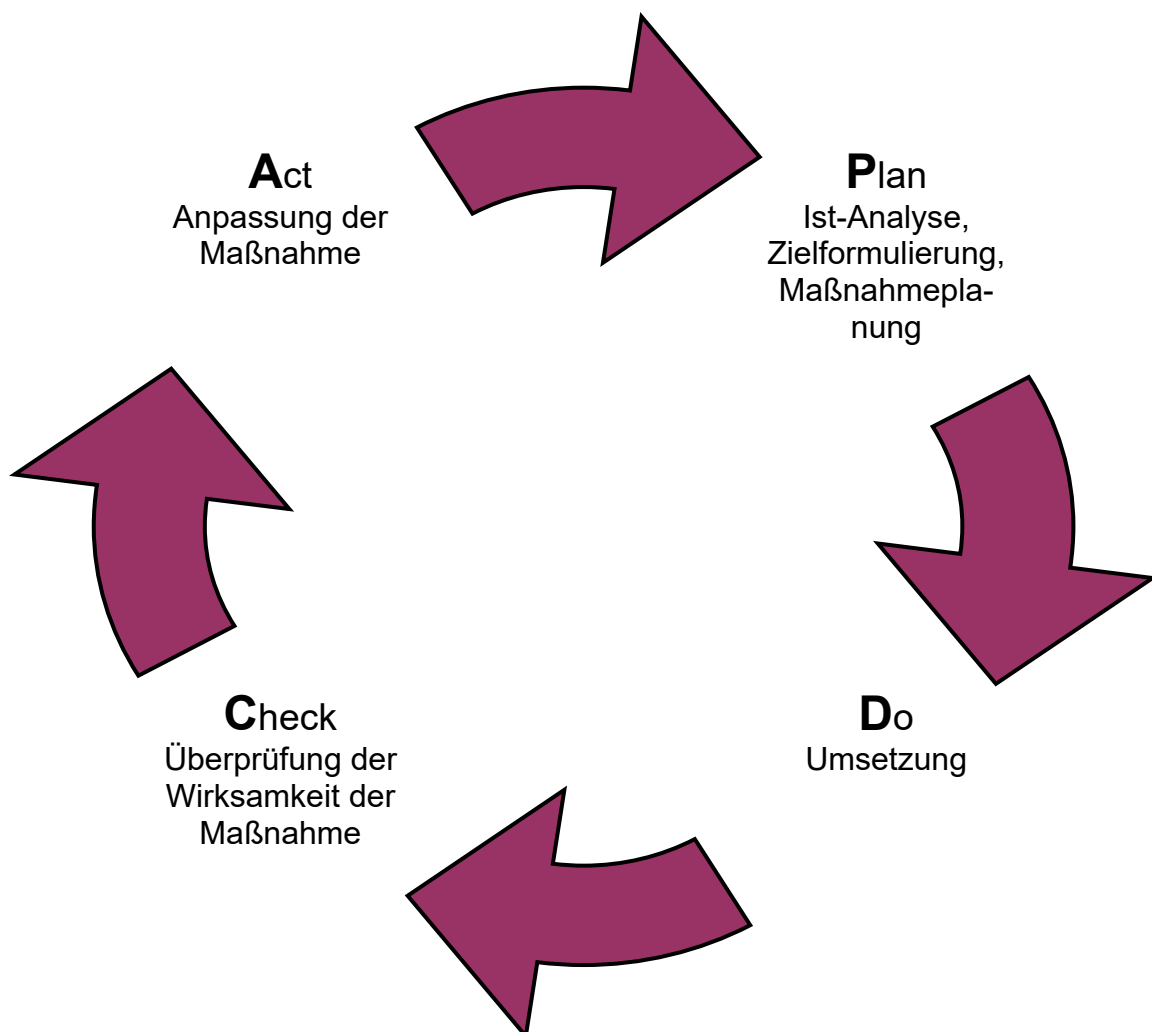 Act
Anpassung der
Maßnahme
Plan
Ist-Analyse,
Zielformulierung,
Maßnahmepla-
nung
Check
Überprüfung der
Wirksamkeit der
Maßnahme
Do
Umsetzung